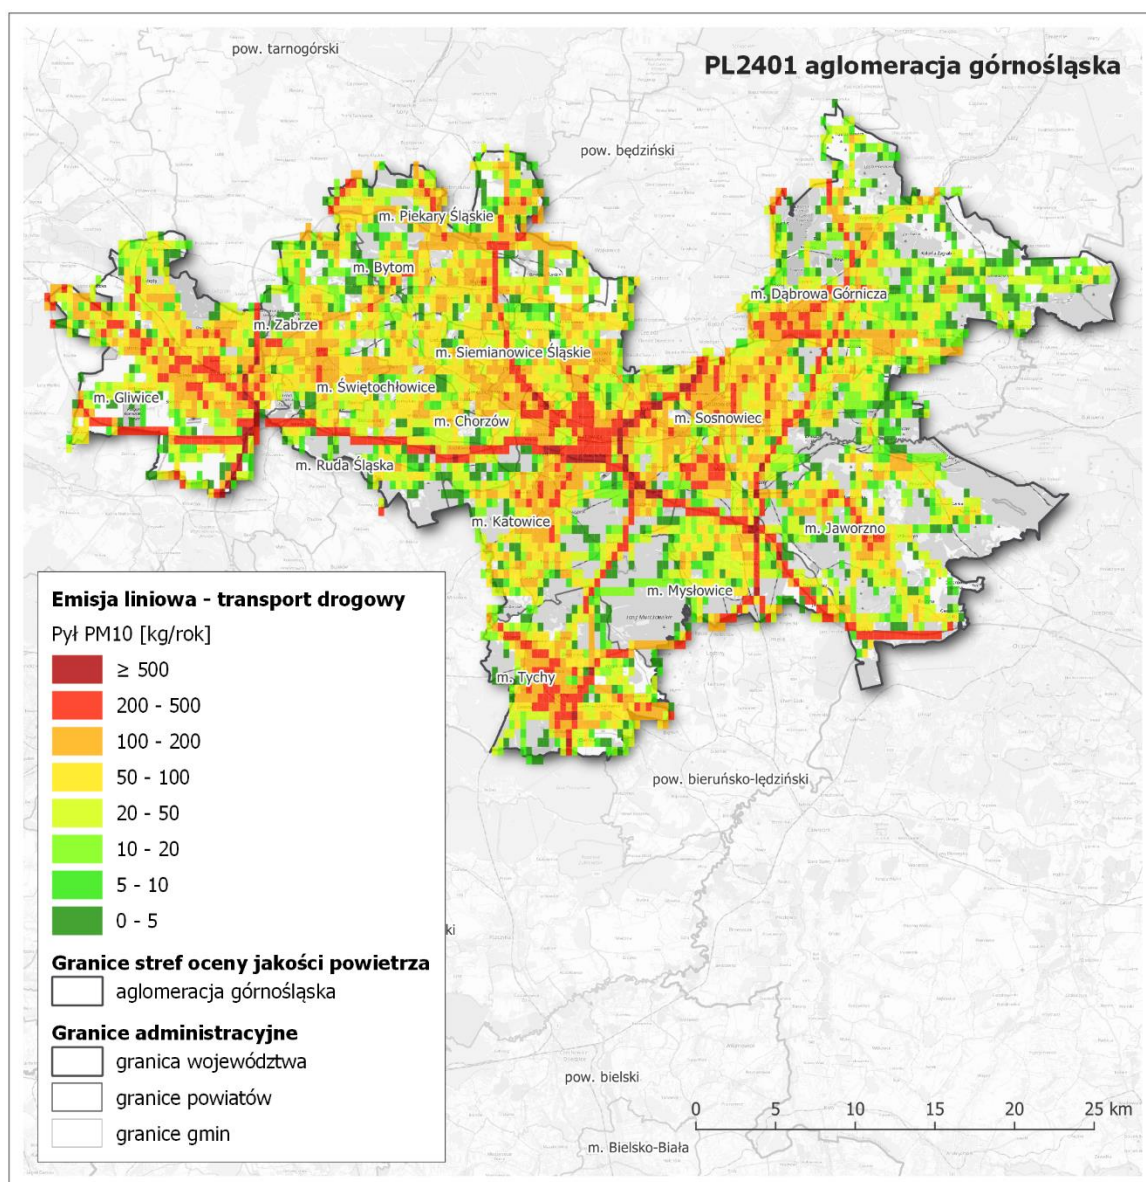 pow. tarnogórski
PL2401 aglomeracja górnośląska
pow. będziński
m. Piekary Śląskie
m. Bytom
m. Dąbrowa Górnicza
m. Zabrze
m. Siemianowice Śląskie
m. Świętochłowice
m. Gliwice
m. Chorzów
m. Sosnowiec
m. Ruda Śląska
m. Katowice
m. Jaworzno
m. Mysłowice
m. Tychy
pow. bieruńsko-lędziński
Emisja liniowa - transport drogowy
Pył PM10 [kg/rok]
≥ 500
200 - 500
100 - 200
50 - 100
20 - 50
10 - 20
5 - 10
0 - 5
ki
Granice stref oceny jakości powietrza
aglomeracja górnośląska
Granice administracyjne
granica województwa
granice powiatów
granice gmin
pow. bielski
0 5 10 15 20 25 km
m. Bielsko-Biała